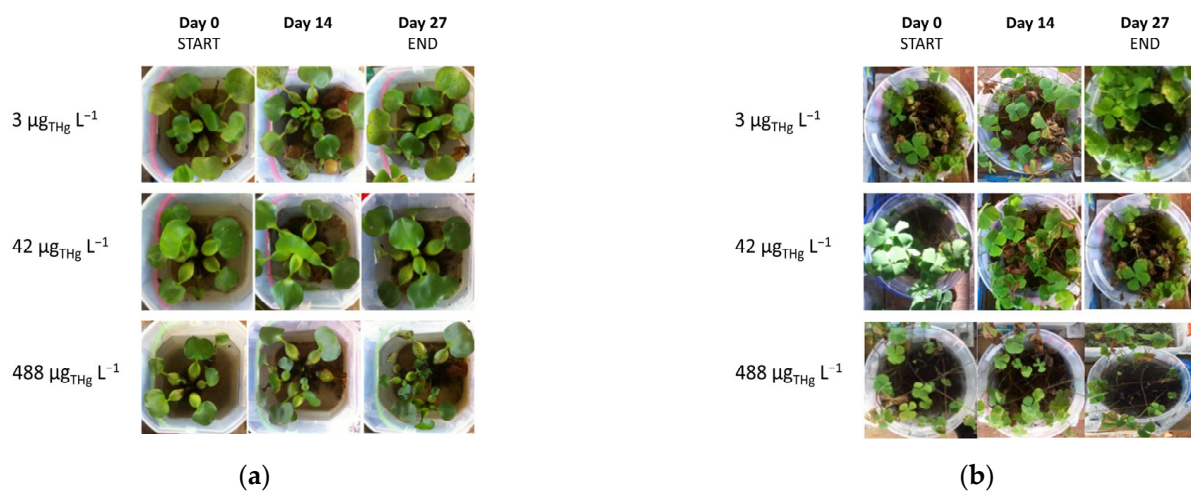 Day 0 Day 14 Day 27
START END
3 µgTHg L⁻¹
42 µgTHg L⁻¹
488 µgTHg L⁻¹
(a)
Day 0 Day 14 Day 27
START END
3 µgTHg L⁻¹
42 µgTHg L⁻¹
488 µgTHg L⁻¹
(b)